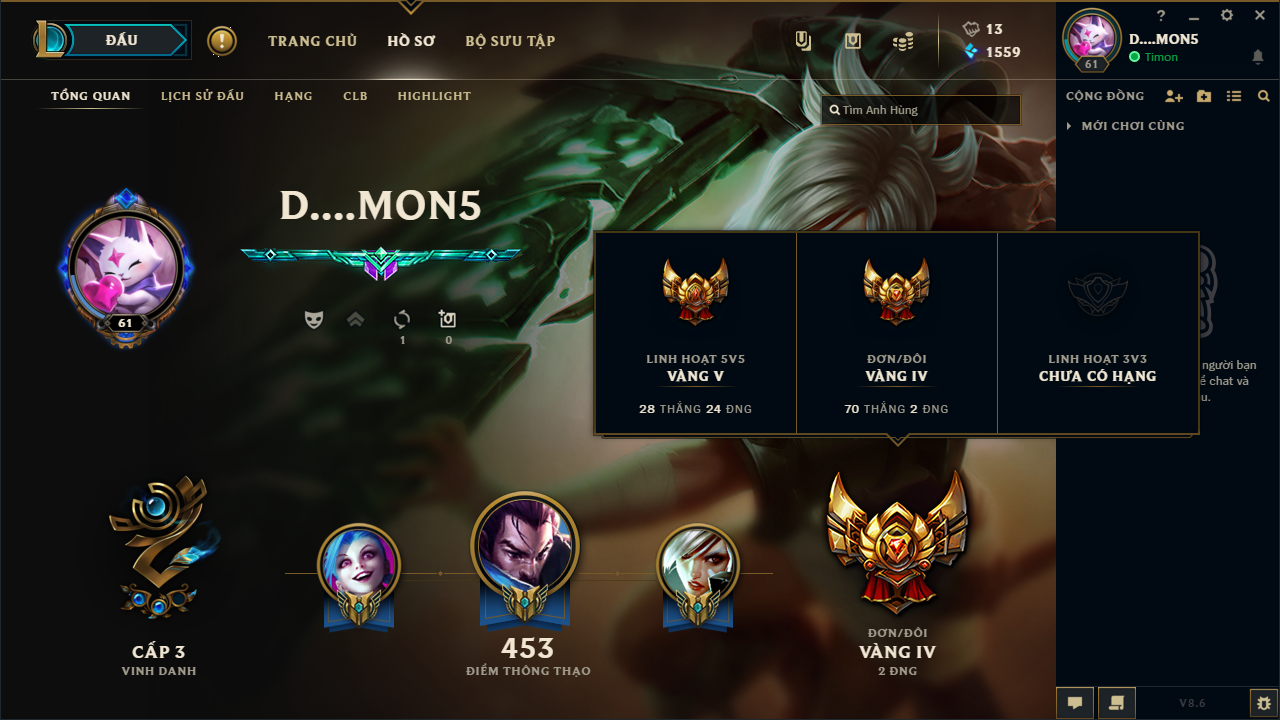 ĐẤU
TRANG CHỦ
HỒ SƠ
BỘ SƯU TẬP
13
1559
?
D....MON5
Timon
61
TỔNG QUAN
LỊCH SỬ ĐẤU
HẠNG
CLB
HIGHLIGHT
Tìm Anh Hùng
CỘNG ĐỒNG
MỚI CHƠI CÙNG
D....MON5
61
1
0
LINH HOẠT 5V5
VÀNG V
28 THẮNG 24 ĐNG
ĐƠN/ĐÔI
VÀNG IV
70 THẮNG 2 ĐNG
LINH HOẠT 3V3
CHƯA CÓ HẠNG
người bạn
chat và
u.
CẤP 3
VINH DANH
453
ĐIỂM THÔNG THẠO
ĐƠN/ĐÔI
VÀNG IV
2 ĐNG
V8.6